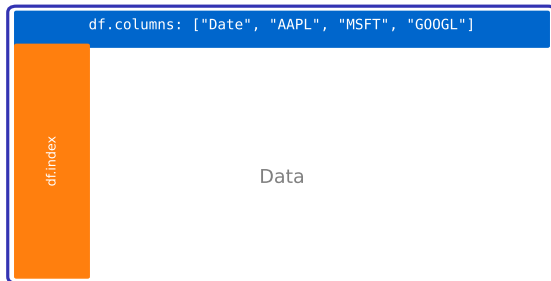 df.columns: ["Date", "AAPL", "MSFT", "GOOGL"]
df.index
Data